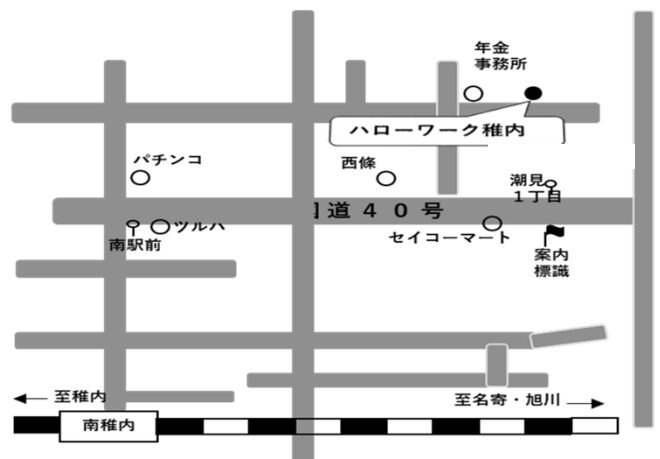 年金
事務所
ハローワーク稚内
パチンコ
西條
潮見
1丁目
国道40号
ツルハ
南駅前
セイコーマート
案内
標識
至稚内
至名寄・旭川
南稚内